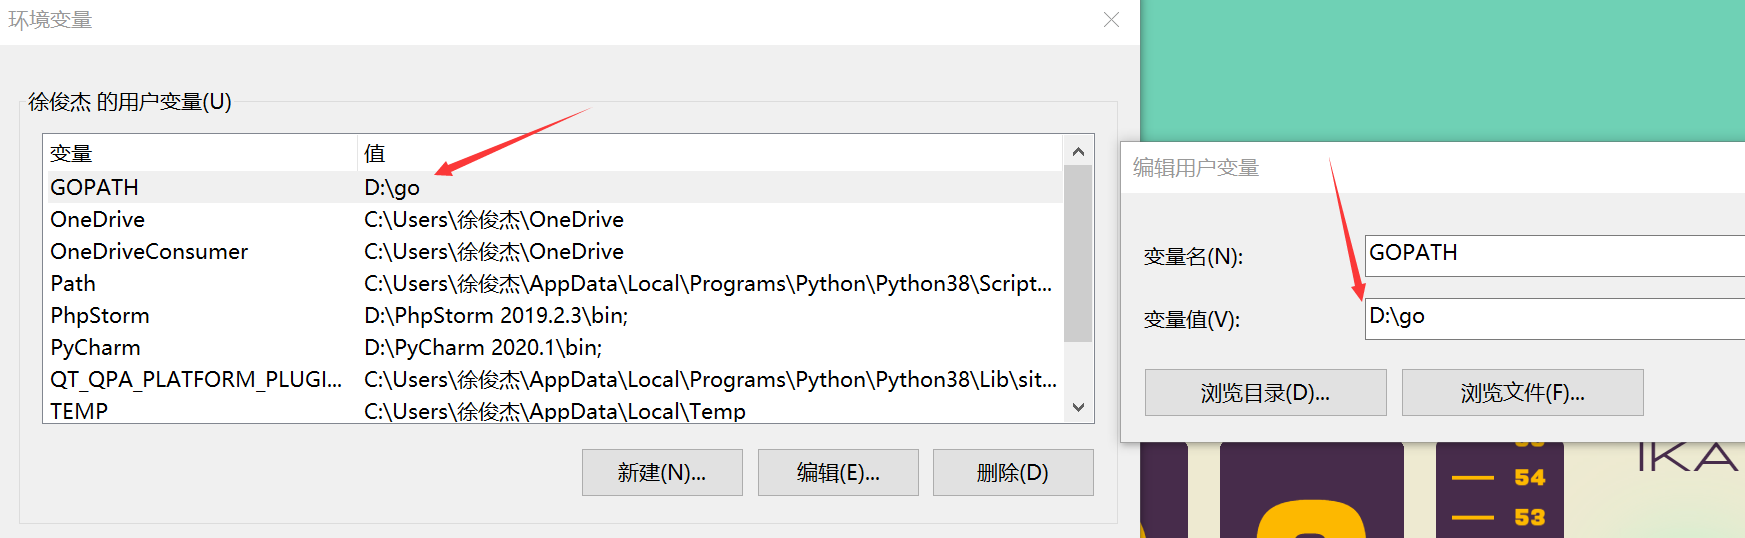 环境变量
徐俊杰 的用户变量(U)
变量 值
GOPATH D:\go
OneDrive C:\Users\徐俊杰\OneDrive
OneDriveConsumer C:\Users\徐俊杰\OneDrive
Path C:\Users\徐俊杰\AppData\Local\Programs\Python\Python38\Script...
PhpStorm D:\PhpStorm 2019.2.3\bin;
PyCharm D:\PyCharm 2020.1\bin;
QT_QPA_PLATFORM_PLUGI... C:\Users\徐俊杰\AppData\Local\Programs\Python\Python38\Lib\sit...
TEMP C:\Users\徐俊杰\AppData\Local\Temp
新建(N)... 编辑(E)... 删除(D)
编辑用户变量
变量名(N): GOPATH
变量值(V): D:\go
浏览目录(D)... 浏览文件(F)...
IKA
54
53